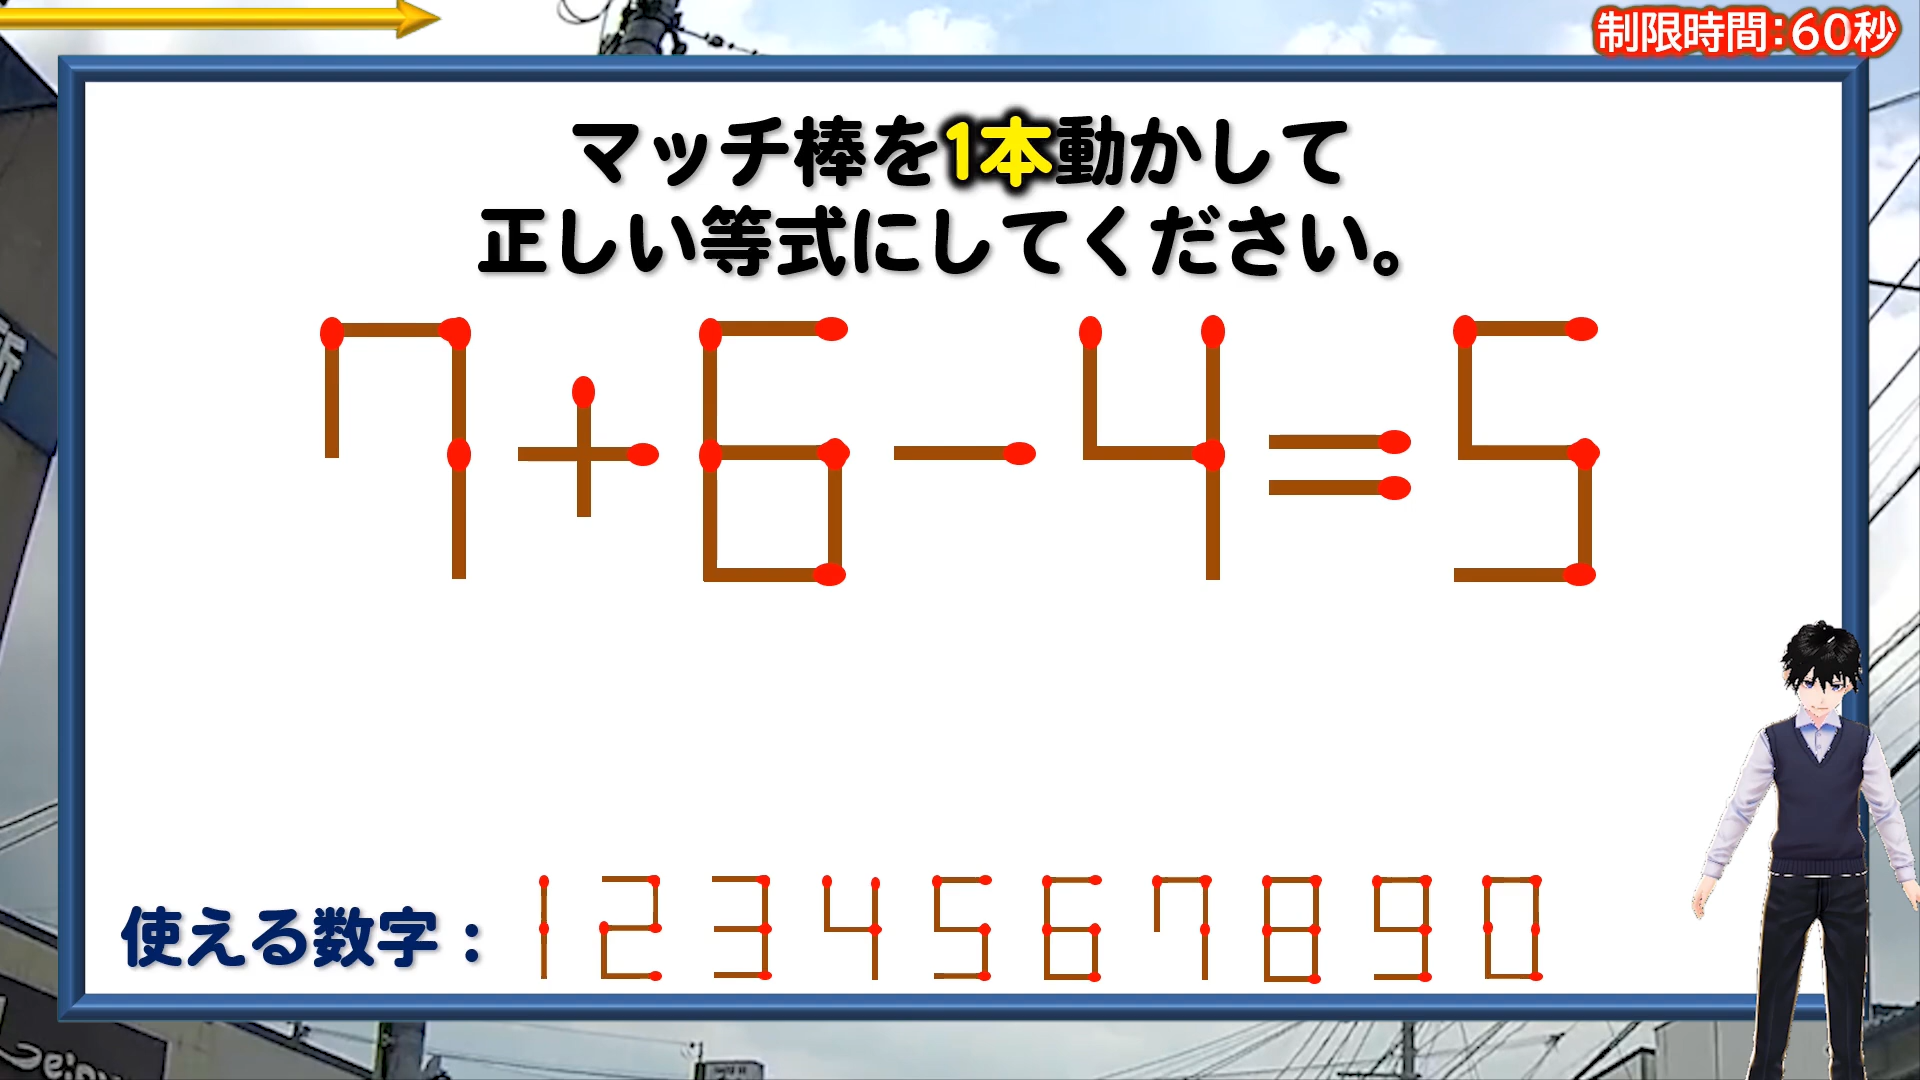 制限時間:60秒
マッチ棒を1本動かして
正しい等式にしてください。
7+6-4=5
使える数字:1234567890